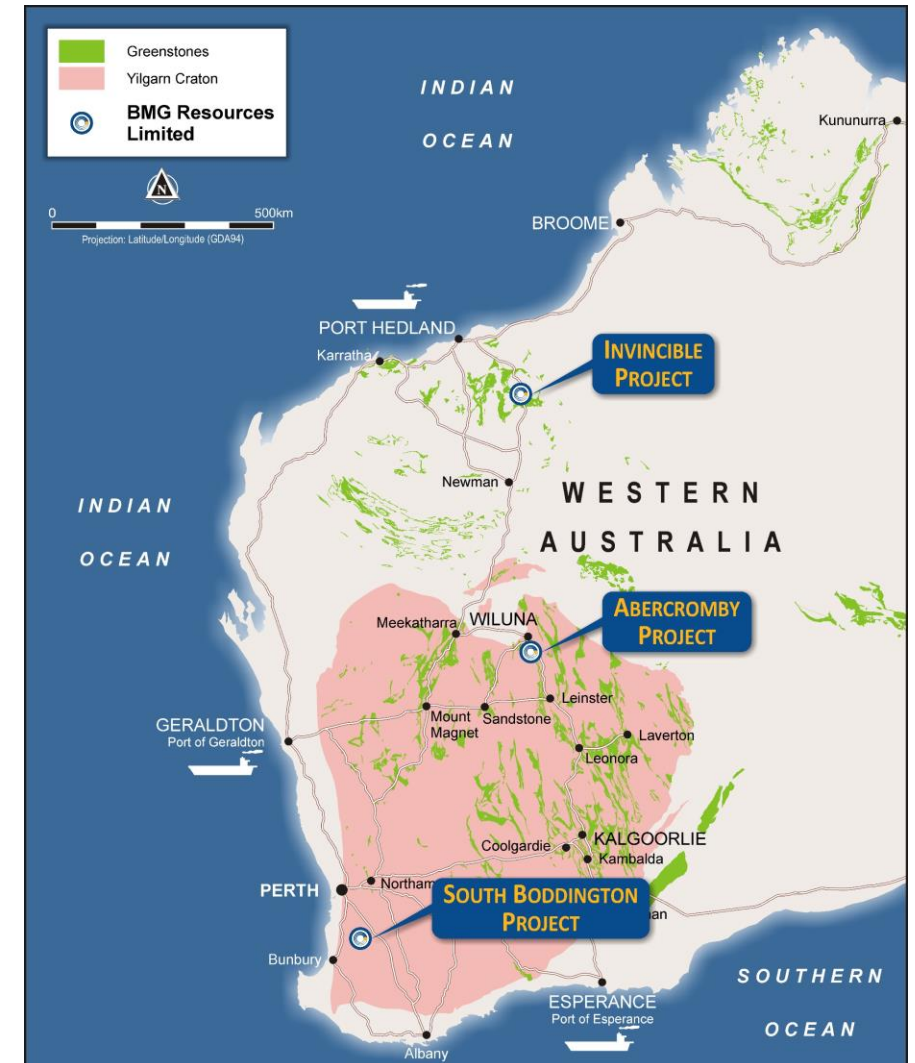 Greenstones
Yilgarn Craton
BMG Resources
Limited
N
0
500km
Projection: Latitude/Longitude (GDA94)
INDIAN
OCEAN
Kununurra
BROOME
PORT HEDLAND
Karratha
INVINCIBLE
PROJECT
Newman
WESTERN
AUSTRALIA
INDIAN
OCEAN
Meekatharra
WILUNA
ABERCROMBY
PROJECT
Leinster
Mount
Magnet
Sandstone
Laverton
GERALDTON
Port of Geraldton
Leonora
KALGOORLIE
Coolgardie
Kambalda
PERTH
Northam
SOUTH BODDINGTON
PROJECT
man
Bunbury
SOUTHERN
OCEAN
ESPERANCE
Port of Esperance
Albany